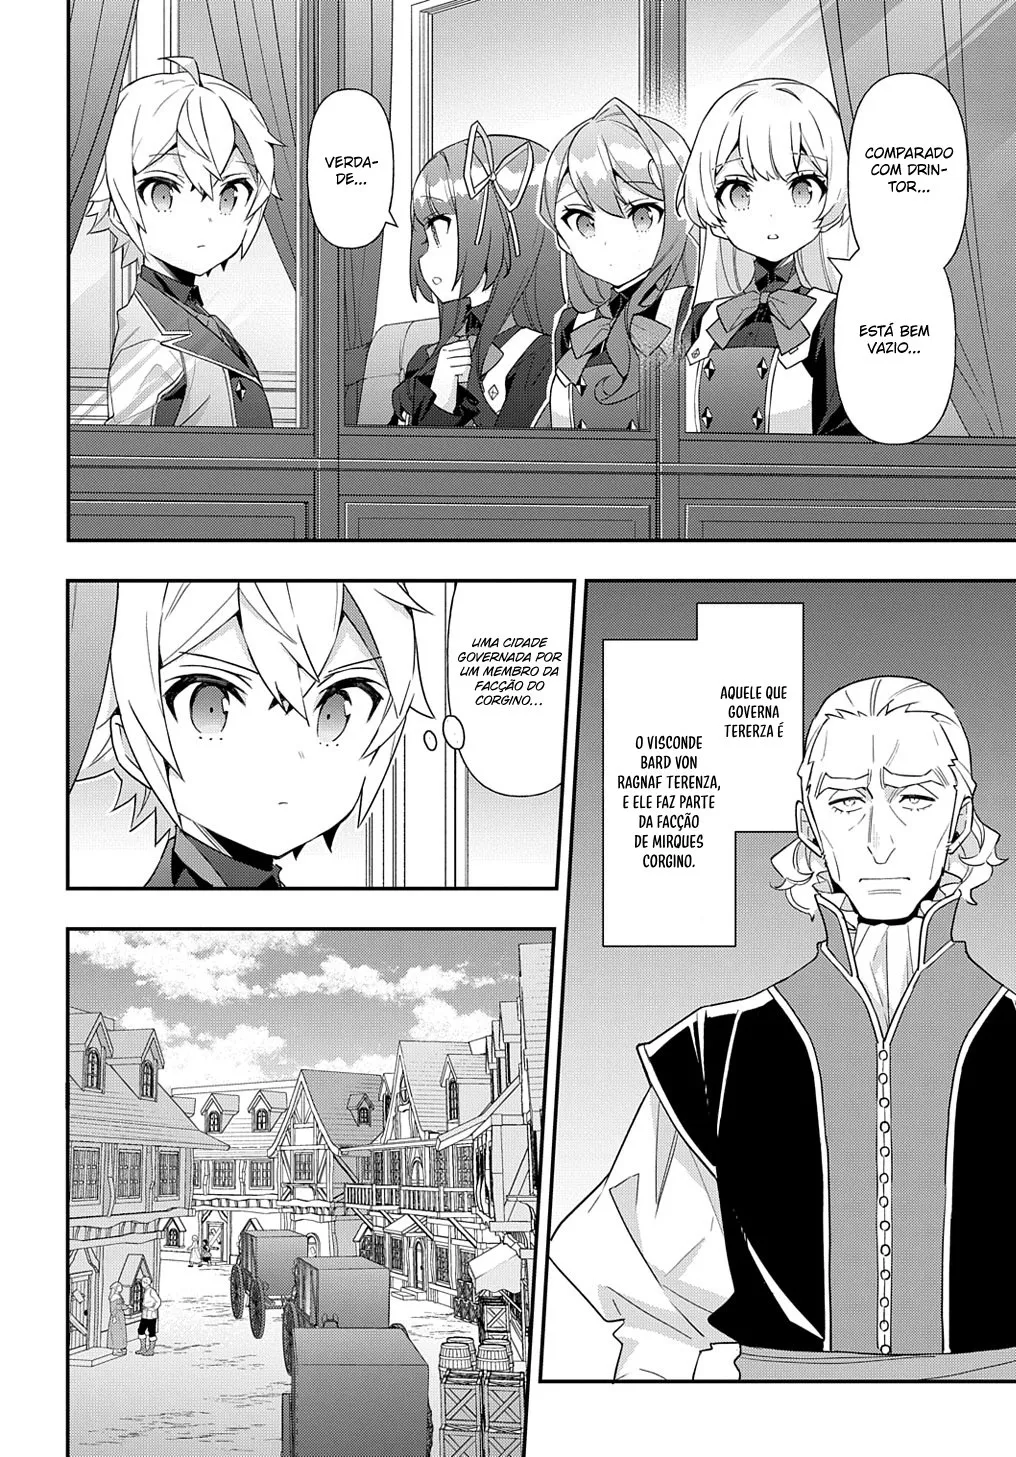 COMPARADO
COM DRIN-
TOR...
ESTÁ BEM
VAZIO...
VERDA-
DE...
AQUELE QUE
GOVERNA
TERERZA É
O VISCONDE
BARD VON
RAGNAF TERENZA,
E ELE FAZ PARTE
DA FACÇÃO
DE MIRQUES
CORGINO.
UMA CIDADE
GOVERNADA POR
UM MEMBRO DA
FACÇÃO DO
CORGINO...